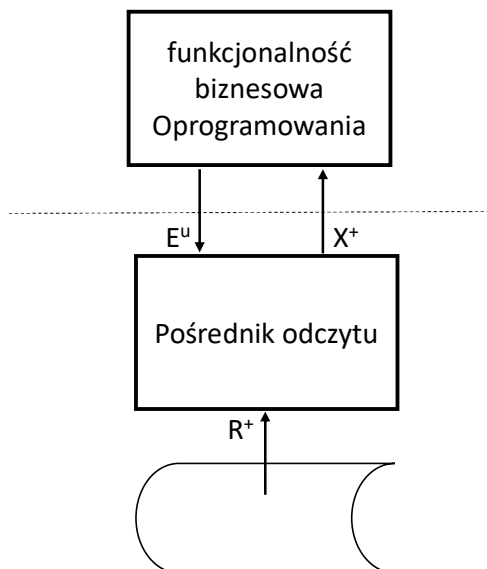 funkcjonalność
biznesowa
Oprogramowania
Eᵘ X⁺
Pośrednik odczytu
R⁺